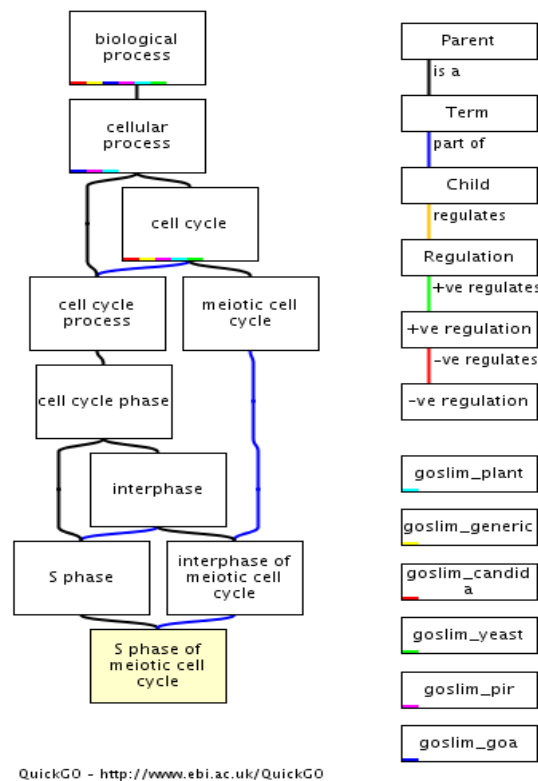 biological
process
cellular
process
cell cycle
cell cycle
process
meiotic cell
cycle
cell cycle phase
interphase
S phase
interphase of
meiotic cell
cycle
S phase of
meiotic cell
cycle
QuickGO - http://www.ebi.ac.uk/QuickGO
Parent
is a
Term
part of
Child
regulates
Regulation
+ve regulates
+ve regulation
-ve regulates
-ve regulation
goslim_plant
goslim_generic
goslim_candid
a
goslim_yeast
goslim_pir
goslim_goa